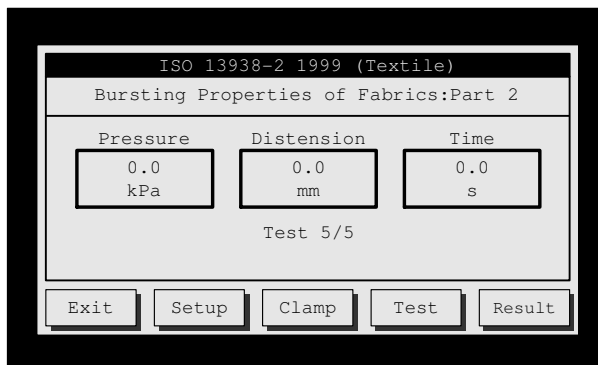 ISO 13938-2 1999 (Textile)
Bursting Properties of Fabrics:Part 2
Pressure Distension Time
0.0 0.0 0.0
kPa mm s
Test 5/5
Exit Setup Clamp Test Result